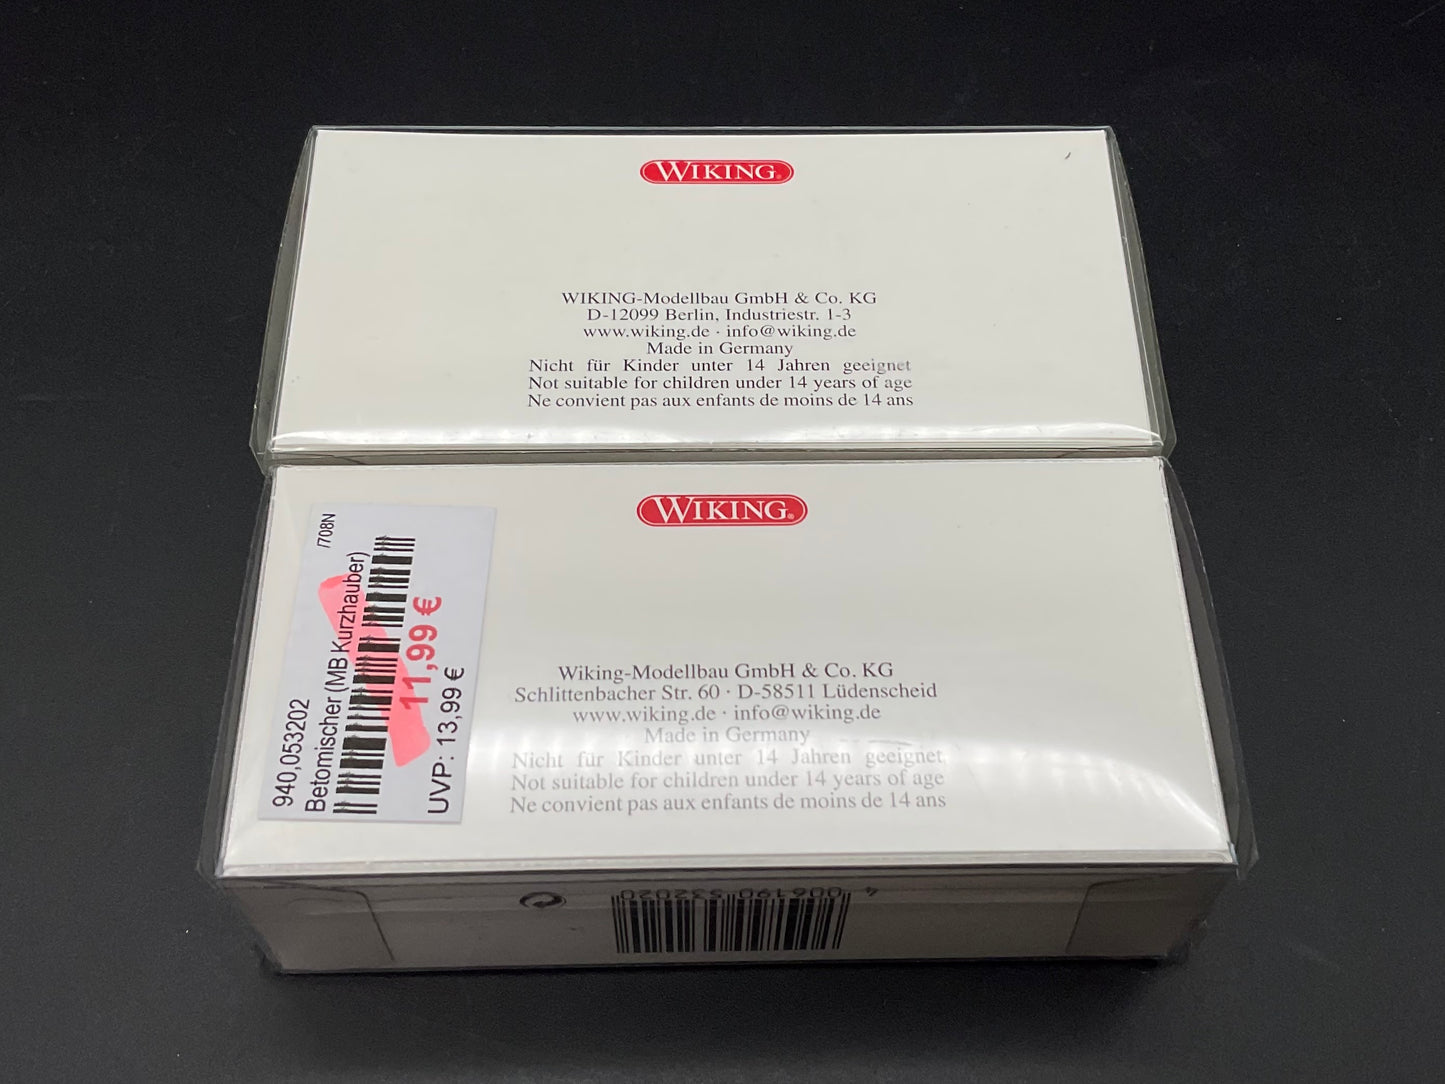 WIKING®
WIKING-Modellbau GmbH & Co. KG
D-12099 Berlin, Industriestr. 1-3
www.wiking.de · info@wiking.de
Made in Germany
Nicht für Kinder unter 14 Jahren geeignet
Not suitable for children under 14 years of age
Ne convient pas aux enfants de moins de 14 ans
WIKING®
/708N
940,053202
Betomischer (MB Kurzhauber)
11,99 €
UVP: 13,99 €
Wiking-Modellbau GmbH & Co. KG
Schlittenbacher Str. 60 · D-58511 Lüdenscheid
www.wiking.de · info@wiking.de
Made in Germany
Nicht für Kinder unter 14 Jahren geeignet
Not suitable for children under 14 years of age
Ne convient pas aux enfants de moins de 14 ans
4 006190 532020